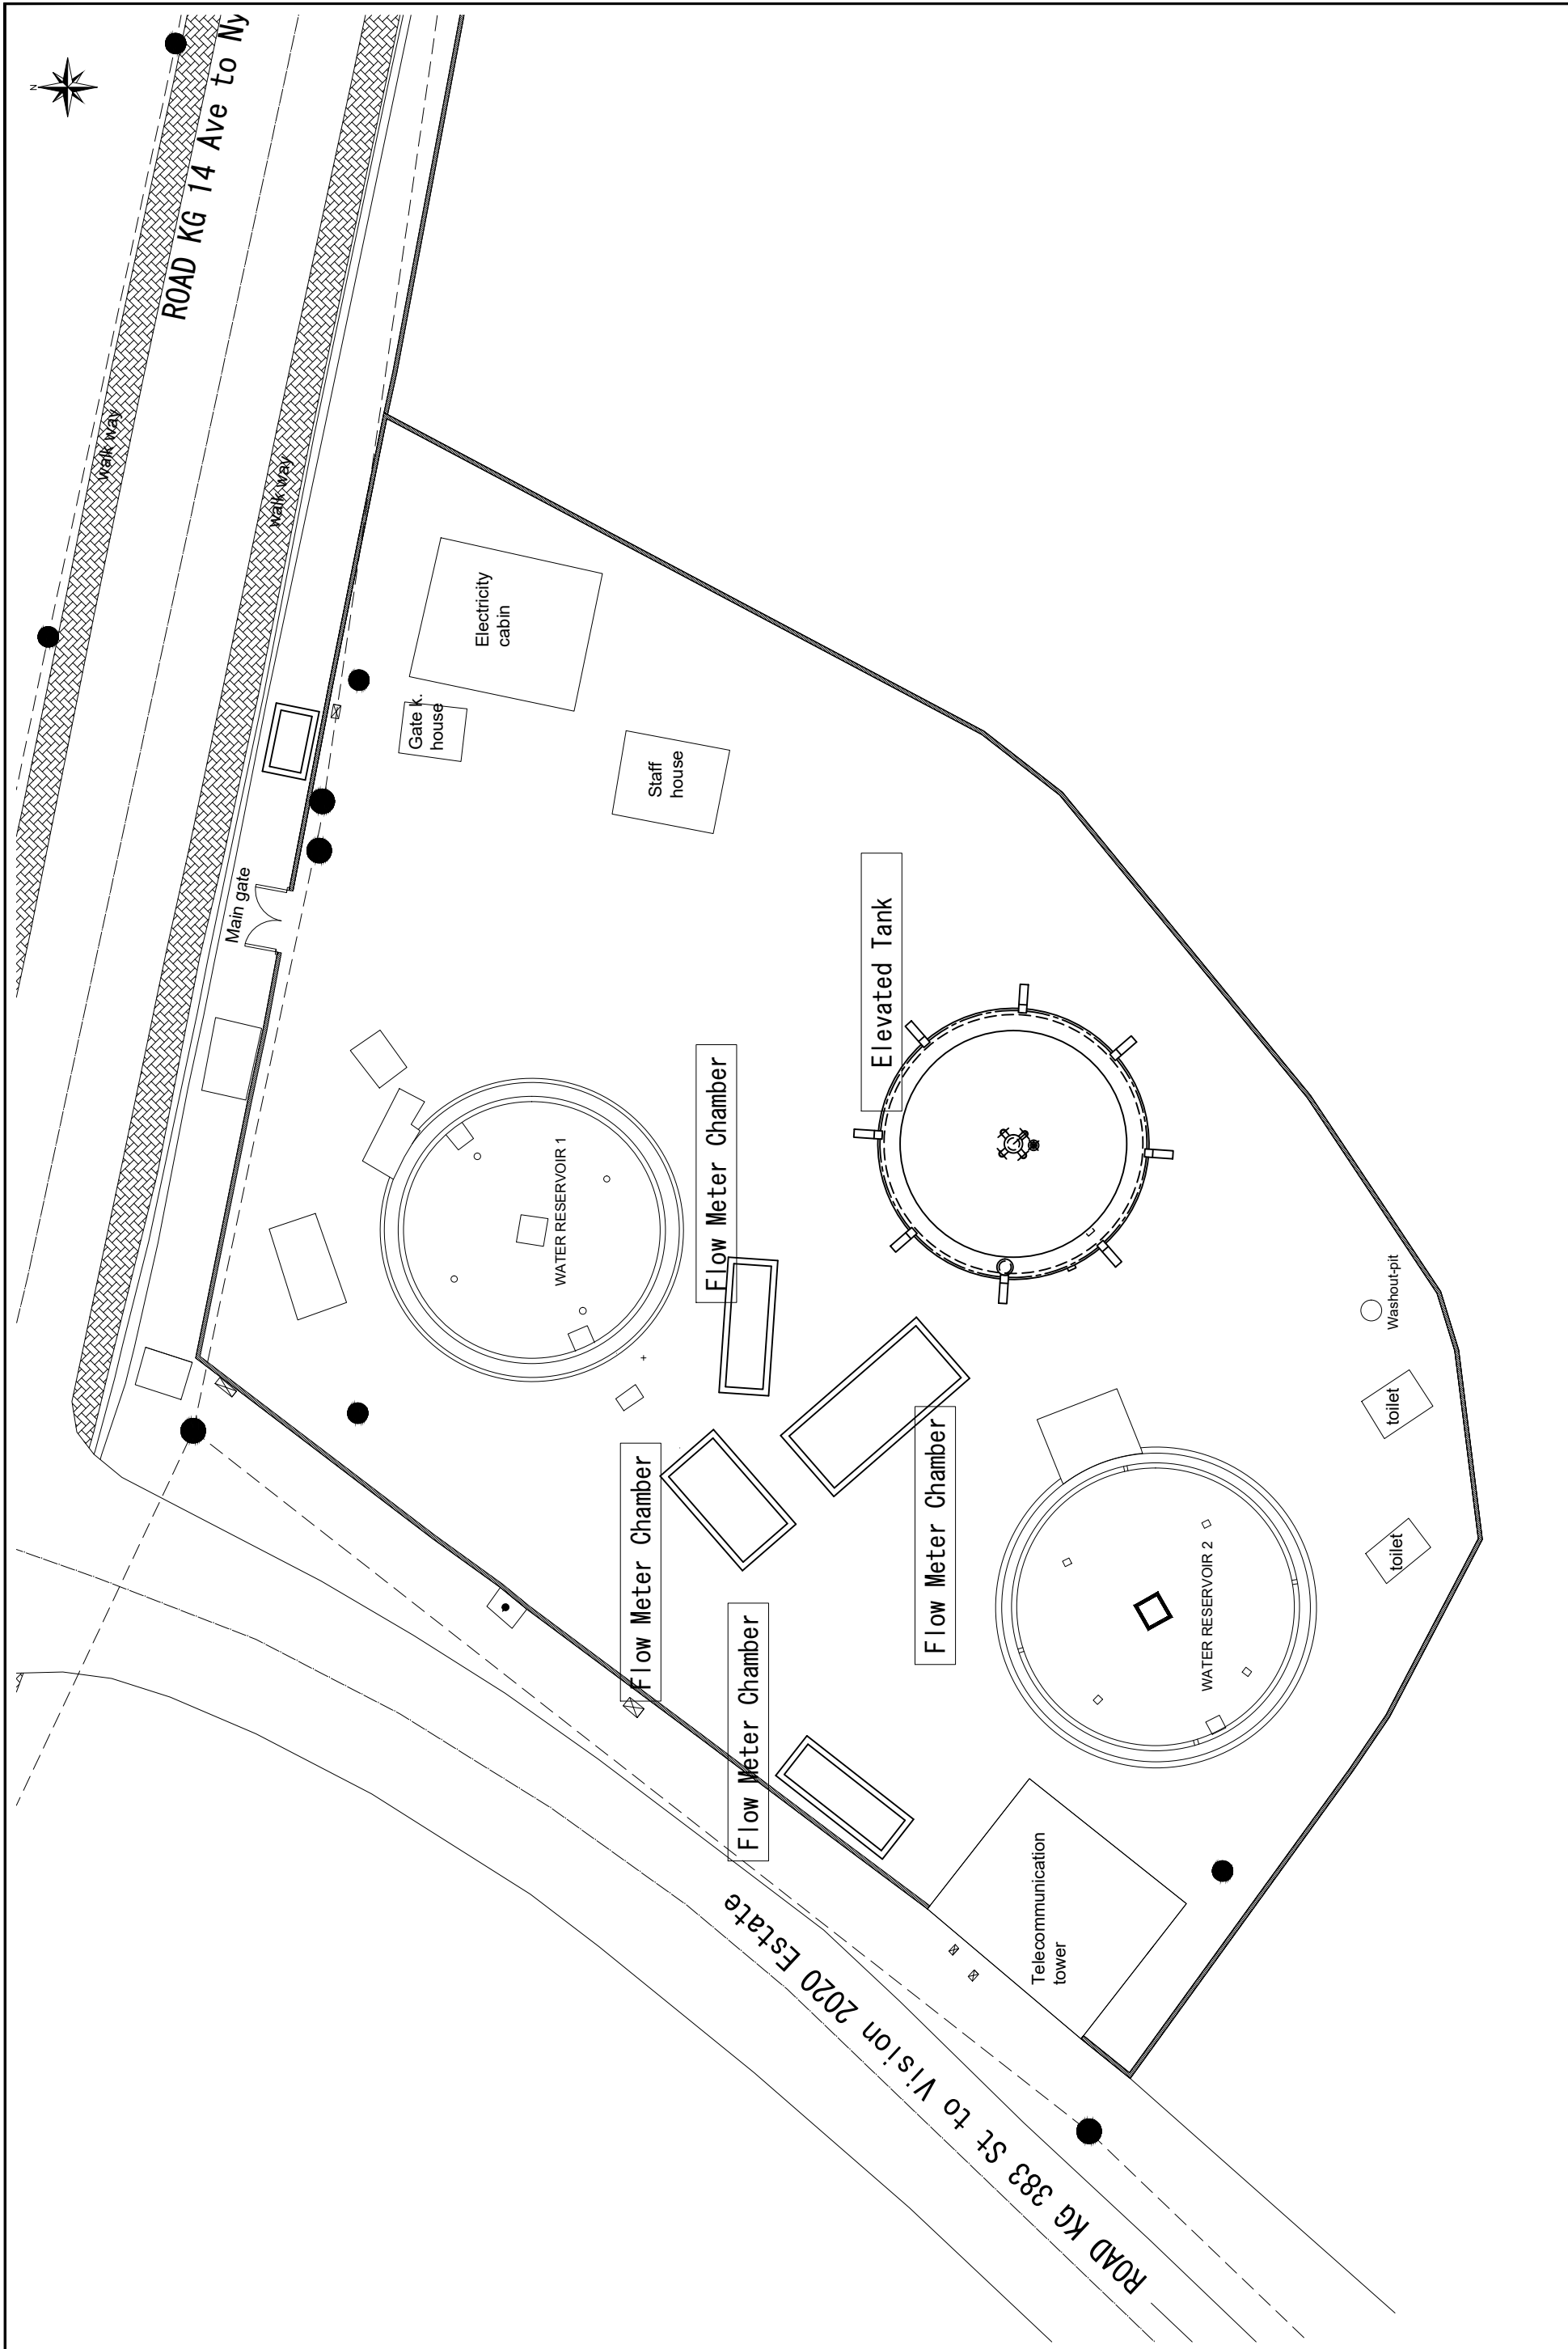 N
ROAD KG 14 Ave to Ny
walk way
walk way
Electricity
cabin
Gate k.
house
Staff
house
Main gate
Elevated Tank
Flow Meter Chamber
WATER RESERVOIR 1
Washout-pit
toilet
Flow Meter Chamber
Flow Meter Chamber
toilet
WATER RESERVOIR 2
Flow Meter Chamber
Telecommunication
tower
ROAD KG 383 St to Vision 2020 Estate